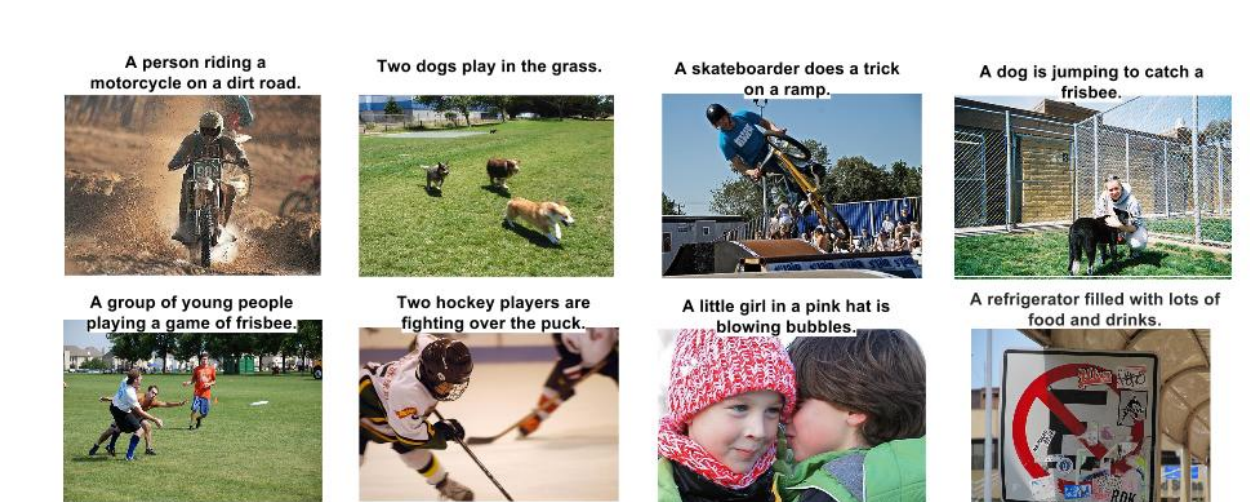 A person riding a
motorcycle on a dirt road.
Two dogs play in the grass.
A skateboarder does a trick
on a ramp.
A dog is jumping to catch a
frisbee.
A group of young people
playing a game of frisbee.
Two hockey players are
fighting over the puck.
A little girl in a pink hat is
blowing bubbles.
A refrigerator filled with lots of
food and drinks.
RDK